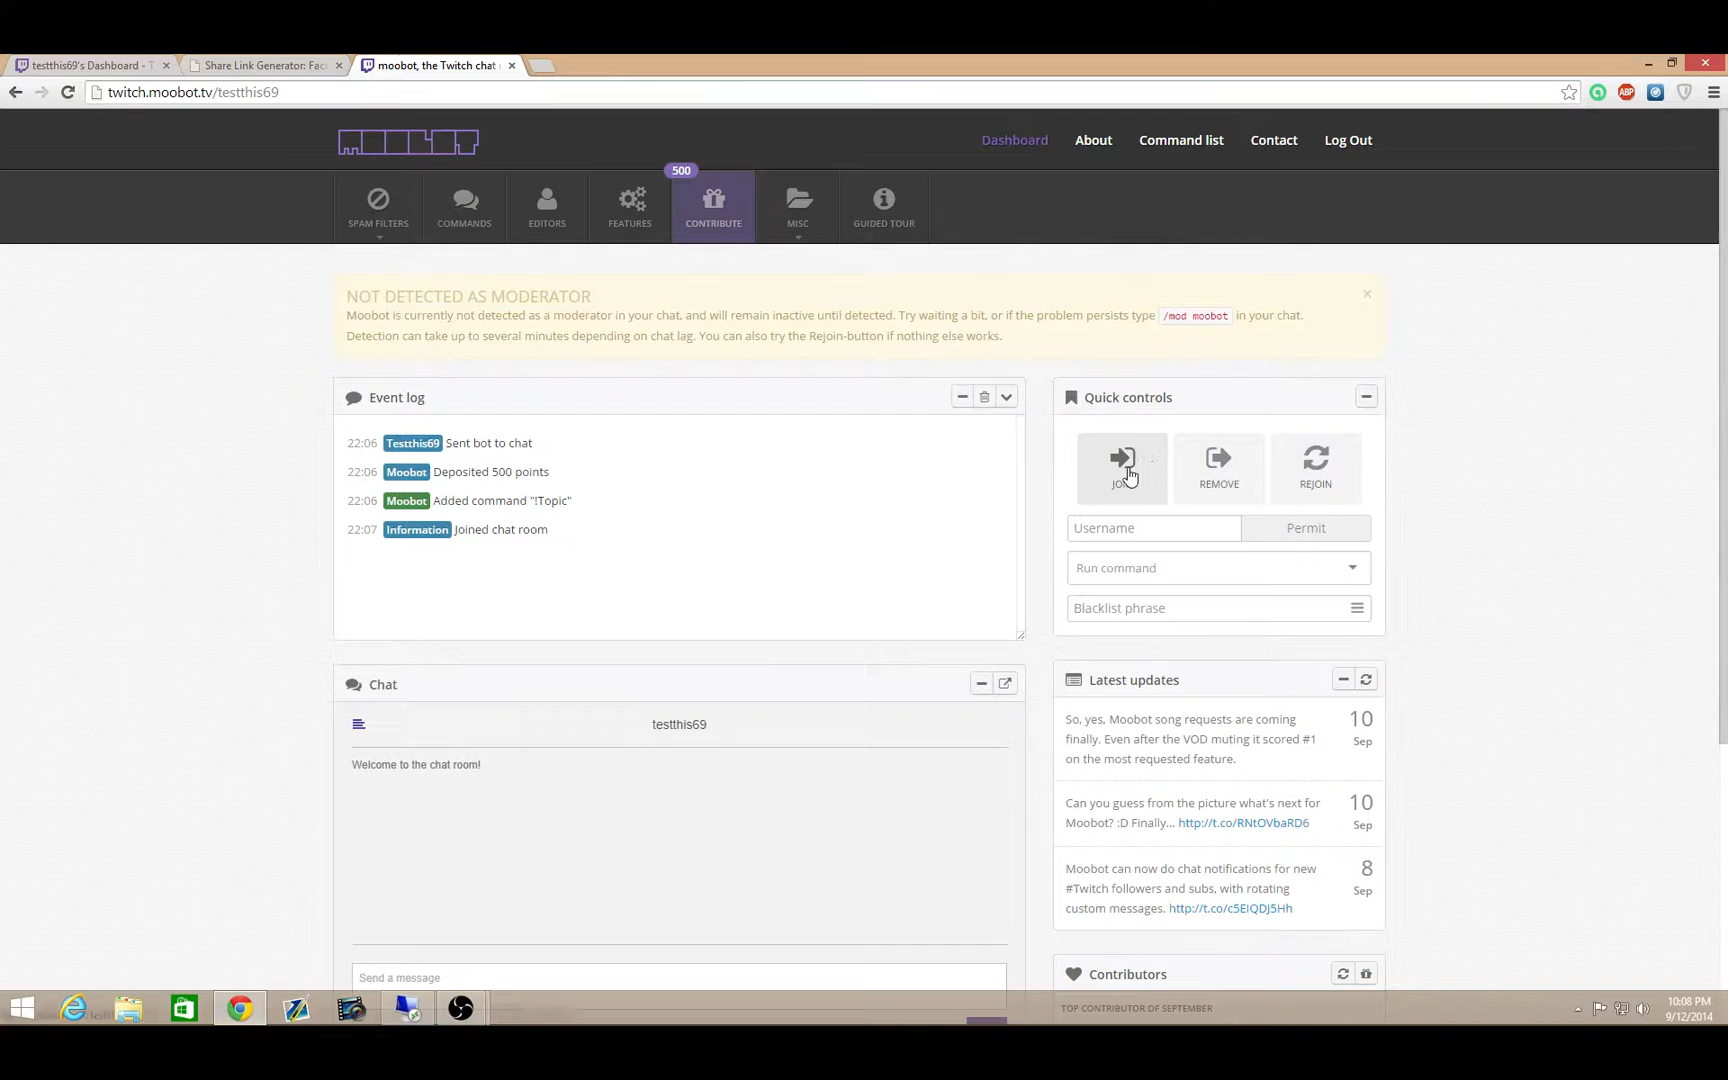 testthis69's Dashboard - T
Share Link Generator: Fac
moobot, the Twitch chat
twitch.moobot.tv/testthis69
ABP
moobot
Dashboard
About
Command list
Contact
Log Out
500
SPAM FILTERS
COMMANDS
EDITORS
FEATURES
CONTRIBUTE
MISC
GUIDED TOUR
NOT DETECTED AS MODERATOR
Moobot is currently not detected as a moderator in your chat, and will remain inactive until detected. Try waiting a bit, or if the problem persists type /mod moobot in your chat.
Detection can take up to several minutes depending on chat lag. You can also try the Rejoin-button if nothing else works.
Event log
22:06 Testthis69 Sent bot to chat
22:06 Moobot Deposited 500 points
22:06 Moobot Added command "!Topic"
22:07 Information Joined chat room
Quick controls
REMOVE
REJOIN
Username
Permit
Run command
Blacklist phrase
Chat
testthis69
Welcome to the chat room!
Send a message
Latest updates
So, yes, Moobot song requests are coming
finally. Even after the VOD muting it scored #1
on the most requested feature.
10
Sep
Can you guess from the picture what's next for
Moobot? :D Finally... http://t.co/RNtOVbaRD6
10
Sep
Moobot can now do chat notifications for new
#Twitch followers and subs, with rotating
custom messages. http://t.co/c5EIQDJ5Hh
8
Sep
Contributors
TOP CONTRIBUTOR OF SEPTEMBER
10:08 PM
9/12/2014